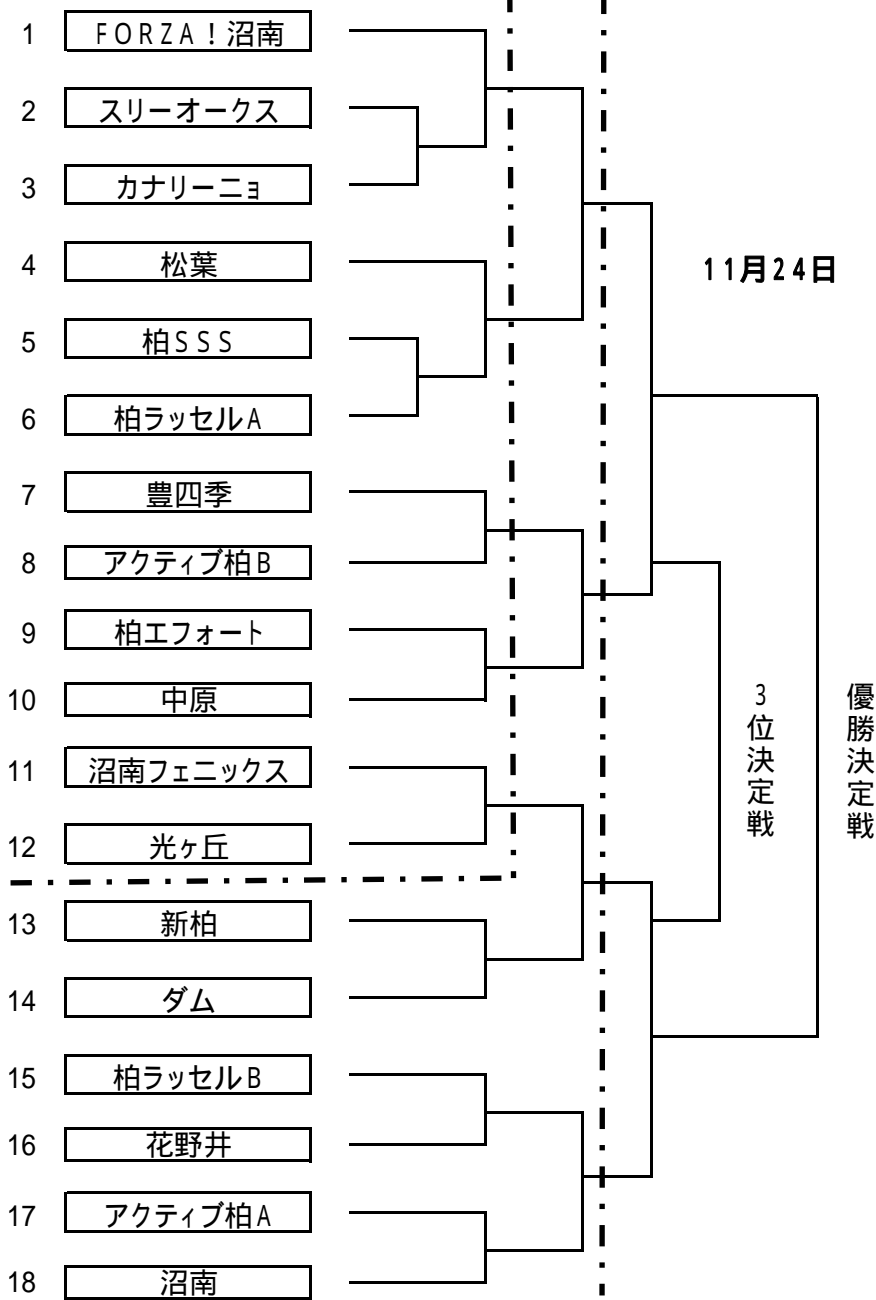 1 FORZA！沼南
2 スリーオークス
3 カナリーニョ
4 松葉
11月24日
5 柏SSS
6 柏ラッセルA
7 豊四季
8 アクティブ柏B
9 柏エフォート
10 中原
3位決定戦
優勝決定戦
11 沼南フェニックス
12 光ヶ丘
13 新柏
14 ダム
15 柏ラッセルB
16 花野井
17 アクティブ柏A
18 沼南